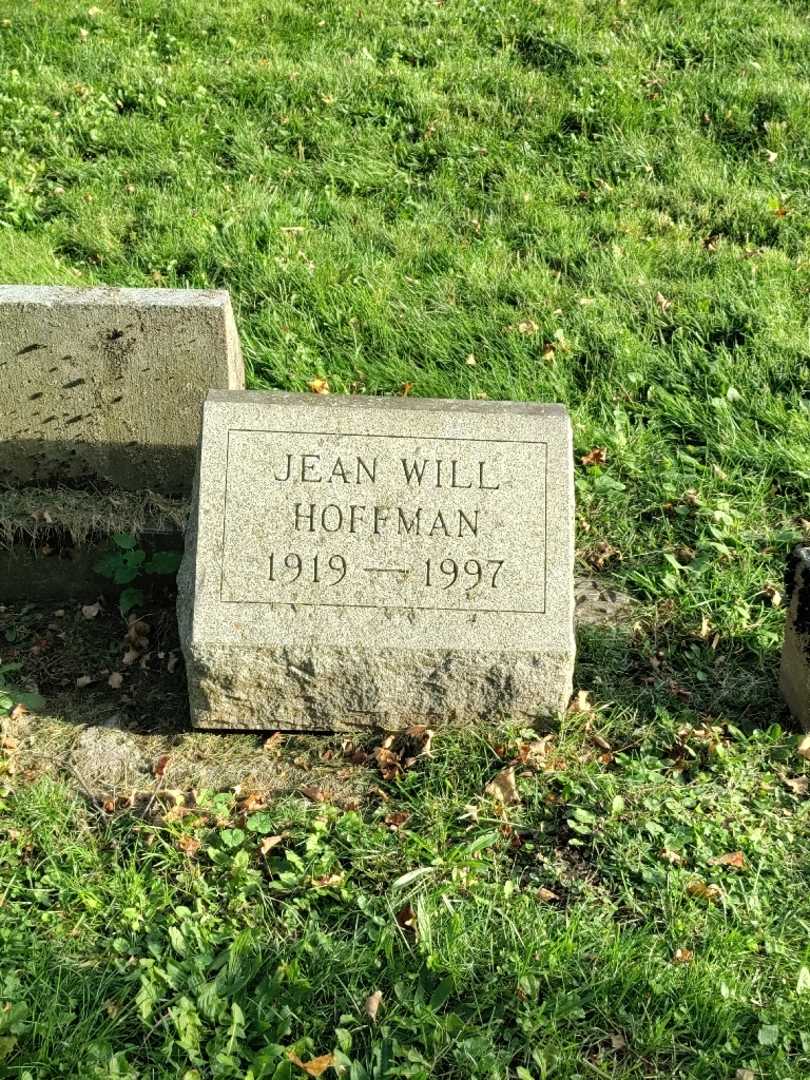 JEAN WILL
HOFFMAN
1919 — 1997